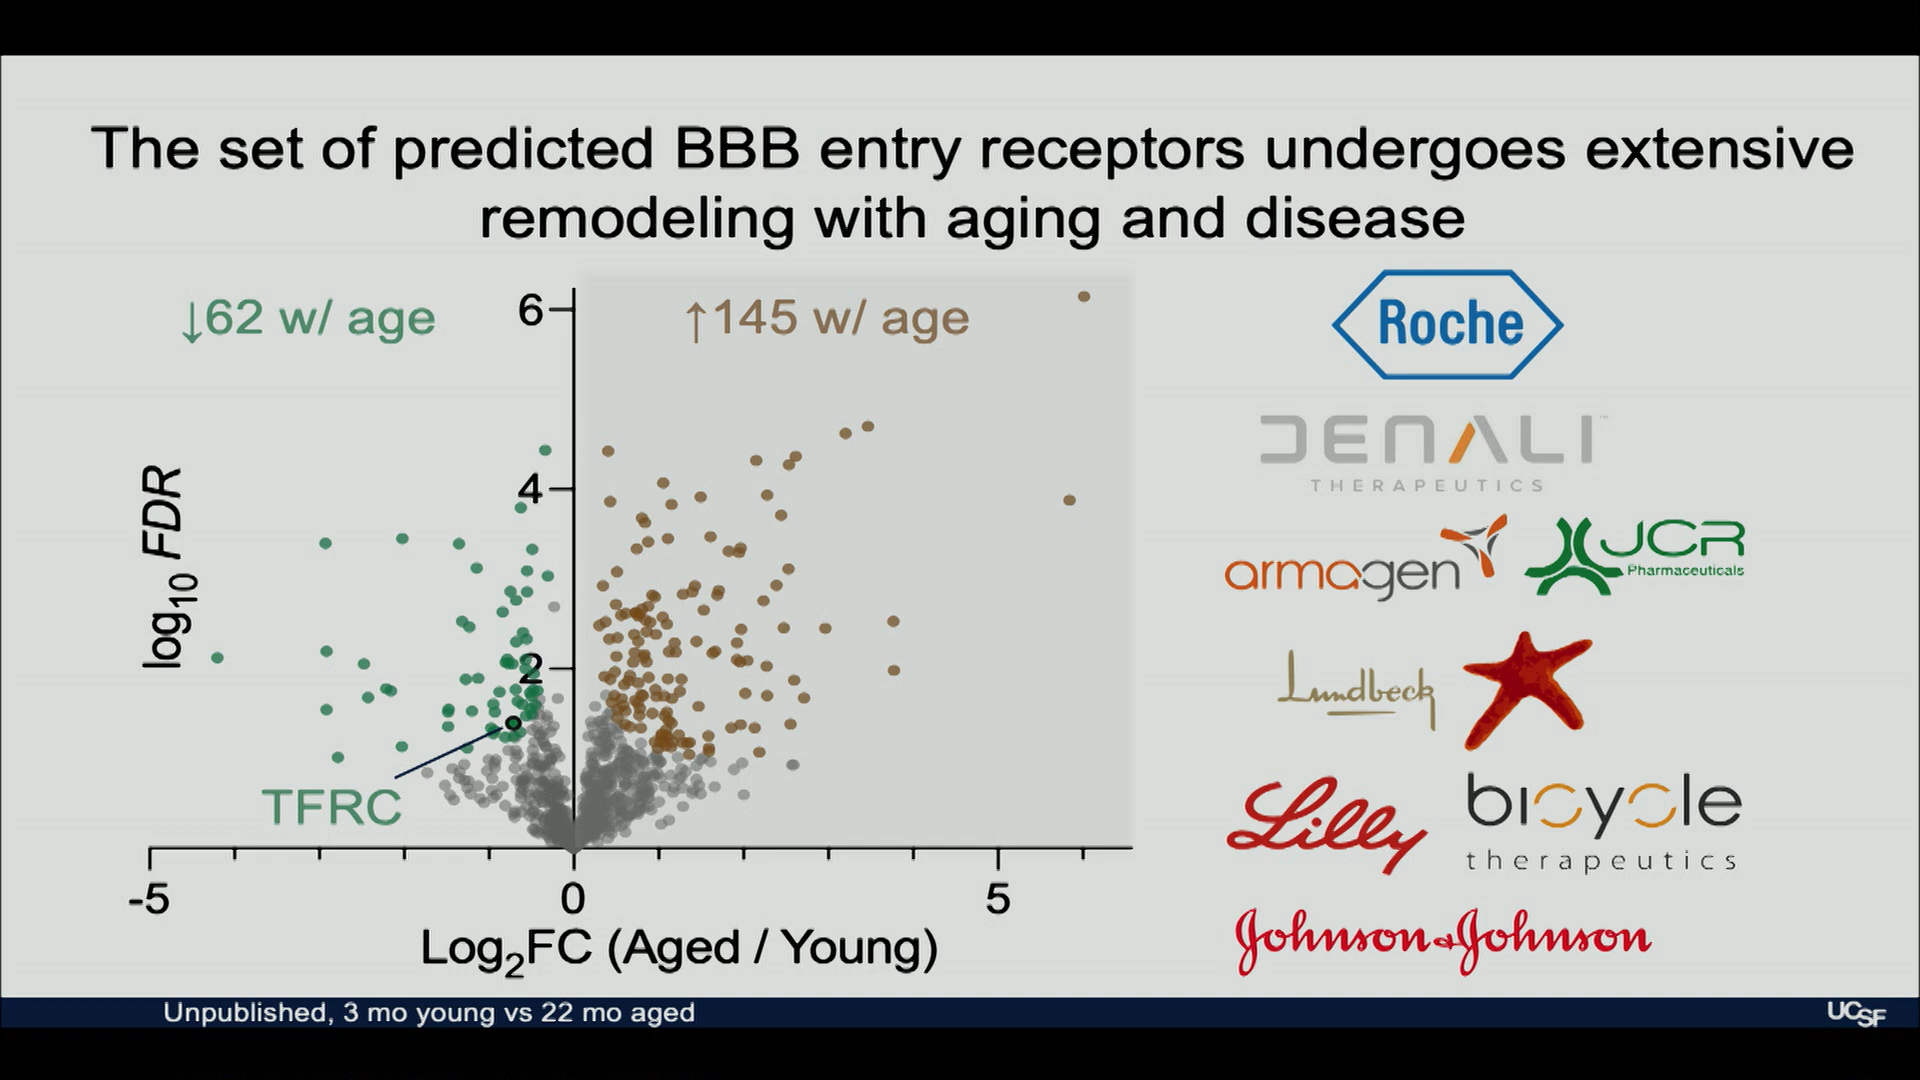 The set of predicted BBB entry receptors undergoes extensive
remodeling with aging and disease
↓62 w/ age
↑145 w/ age
6
4
2
log10 FDR
TFRC
-5
0
5
Log2FC (Aged / Young)
Roche
DENALI™
THERAPEUTICS
armagen
JCR
Pharmaceuticals
Lundbeck
Lilly
bicycle
therapeutics
Johnson & Johnson
Unpublished, 3 mo young vs 22 mo aged
UCSF